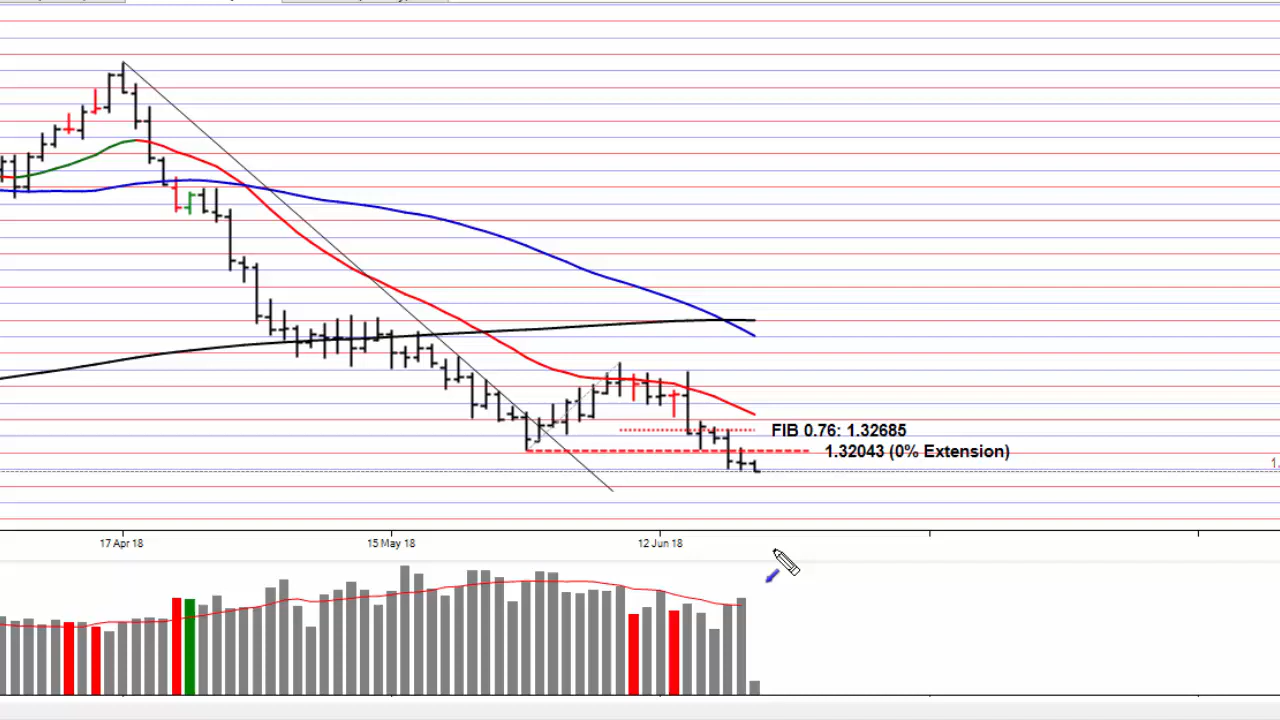 FIB 0.76: 1.32685
1.32043 (0% Extension)
17 Apr 18
15 May 18
12 Jun 18